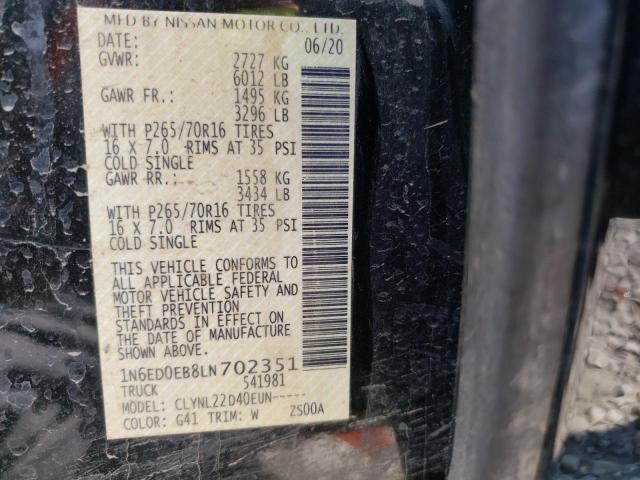 MFD BY NISSAN MOTOR CO., LTD.
DATE: 06/20
GVWR: 2727 KG
6012 LB
GAWR FR.: 1495 KG
3296 LB
WITH P265/70R16 TIRES
16 X 7.0 RIMS AT 35 PSI
COLD SINGLE
GAWR RR.: 1558 KG
3434 LB
WITH P265/70R16 TIRES
16 X 7.0 RIMS AT 35 PSI
COLD SINGLE
THIS VEHICLE CONFORMS TO
ALL APPLICABLE FEDERAL
MOTOR VEHICLE SAFETY AND
THEFT PREVENTION
STANDARDS IN EFFECT ON
THE DATE OF MANUFACTURE
SHOWN ABOVE.
1N6ED0EB8LN702351
TRUCK 541981
MODEL: CLYNL22D40EUN-----
COLOR: G41 TRIM: W ZS00A